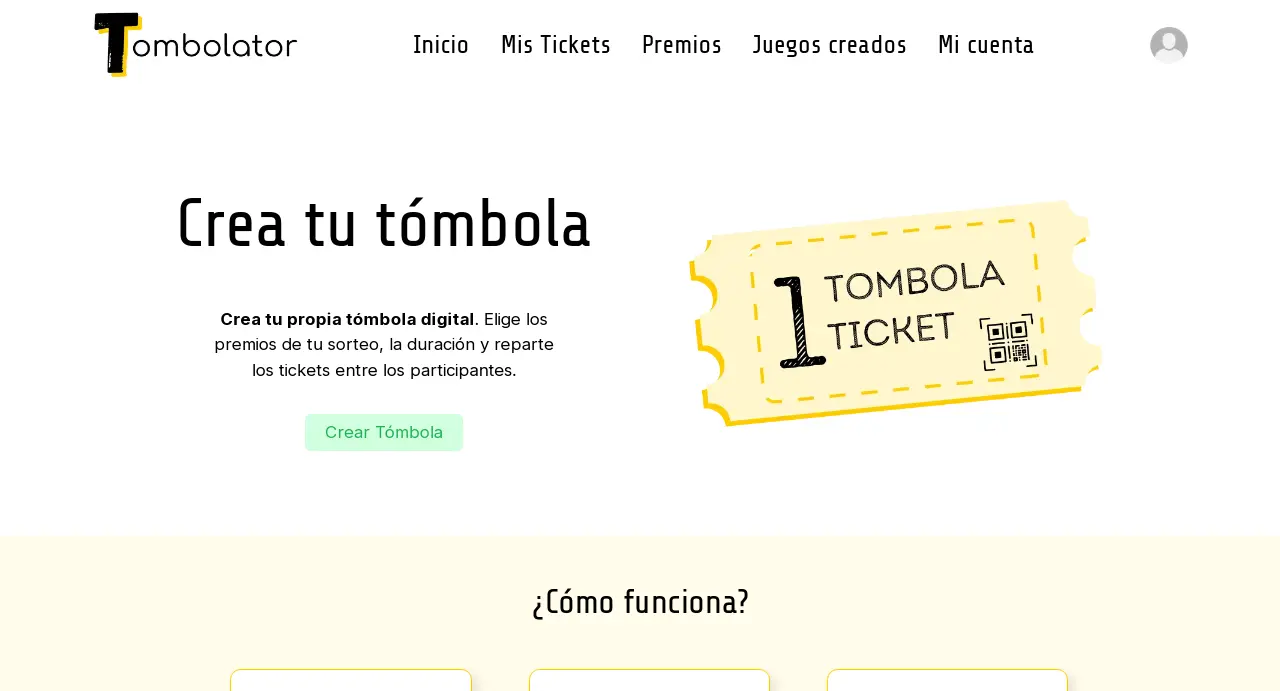 Tombolator
Inicio
Mis Tickets
Premios
Juegos creados
Mi cuenta
Crea tu tómbola
Crea tu propia tómbola digital. Elige los
premios de tu sorteo, la duración y reparte
los tickets entre los participantes.
Crear Tómbola
1 TOMBOLA
TICKET
¿Cómo funciona?